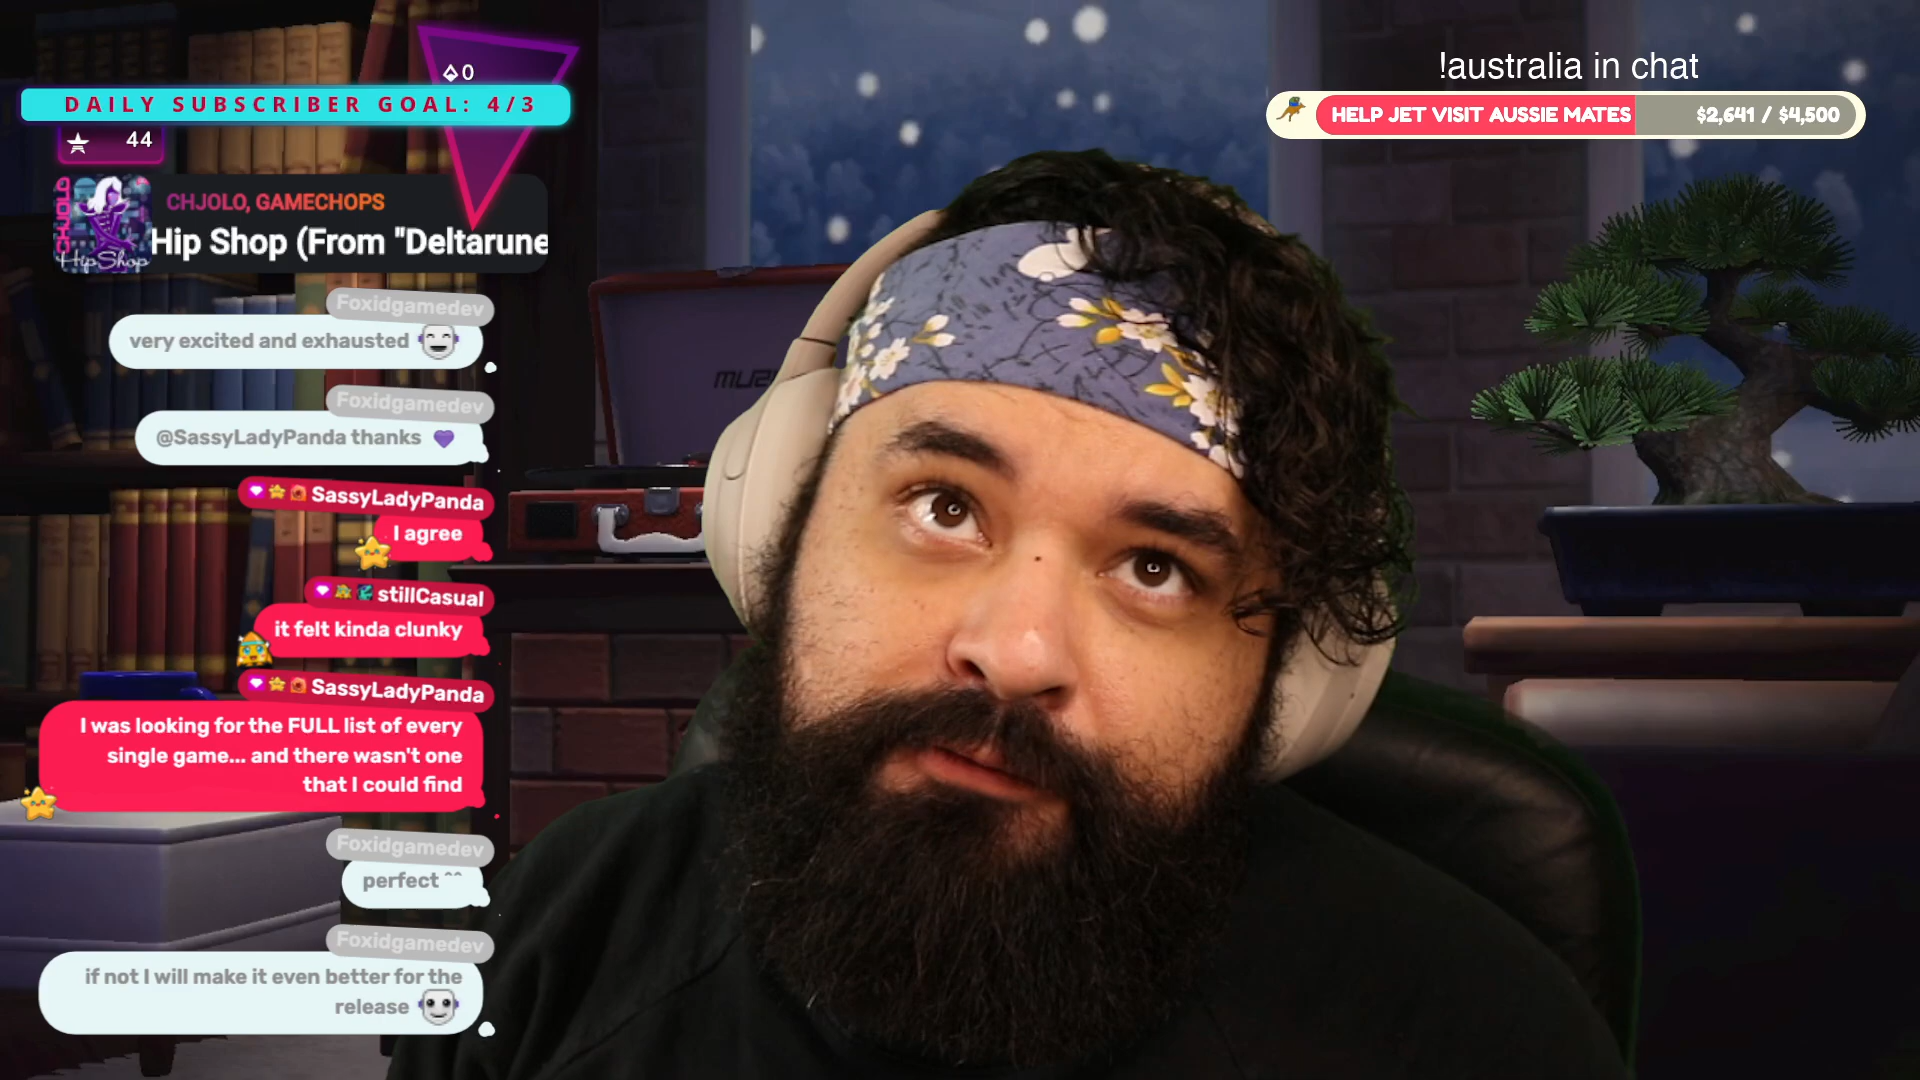 0
DAILY SUBSCRIBER GOAL: 4/3
44
CHJOLO, GAMECHOPS
Hip Shop (From "Deltarune
CHJOLO
HipShop
!australia in chat
HELP JET VISIT AUSSIE MATES
$2,641 / $4,500
Foxidgamedev
very excited and exhausted
Foxidgamedev
@SassyLadyPanda thanks
SassyLadyPanda
I agree
stillCasual
it felt kinda clunky
SassyLadyPanda
I was looking for the FULL list of every
single game... and there wasn't one
that I could find
Foxidgamedev
perfect ^^
Foxidgamedev
if not I will make it even better for the
release